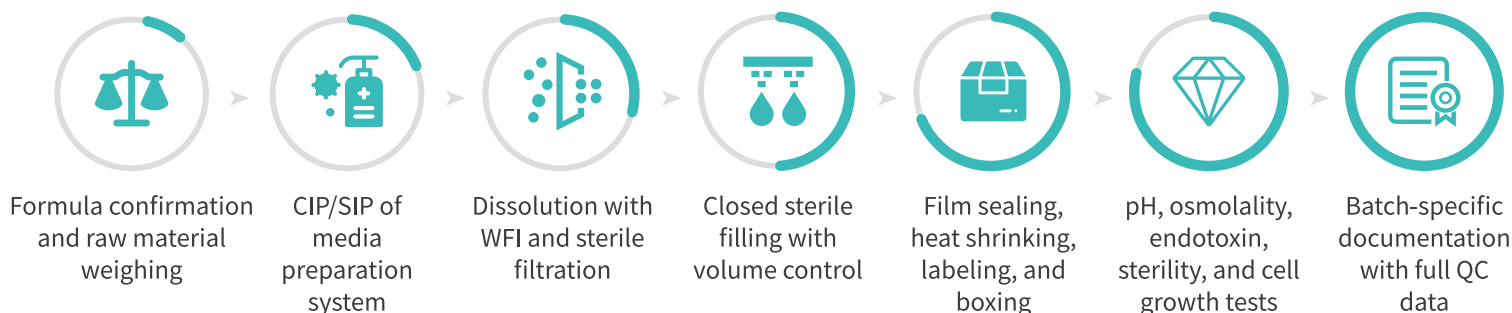 Formula confirmation
and raw material
weighing
CIP/SIP of
media
preparation
system
Dissolution with
WFI and sterile
filtration
Closed sterile
filling with
volume control
Film sealing,
heat shrinking,
labeling, and
boxing
pH, osmolality,
endotoxin,
sterility, and cell
growth tests
Batch-specific
documentation
with full QC
data